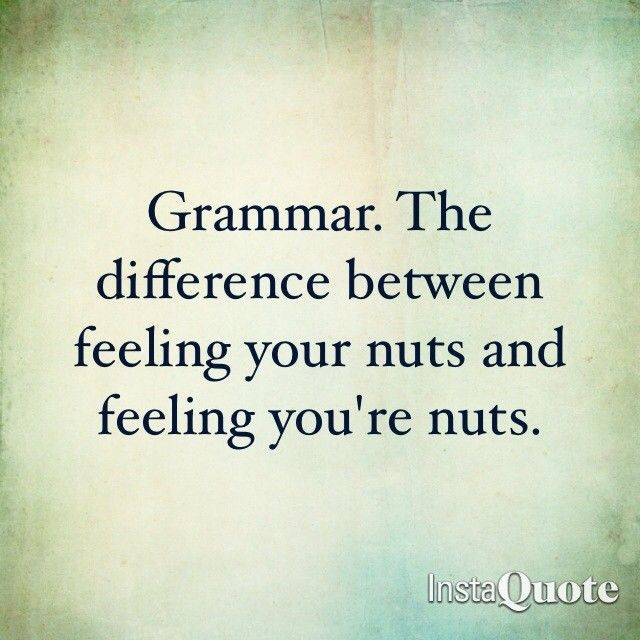 Grammar. The
difference between
feeling your nuts and
feeling you're nuts.
InstaQuote